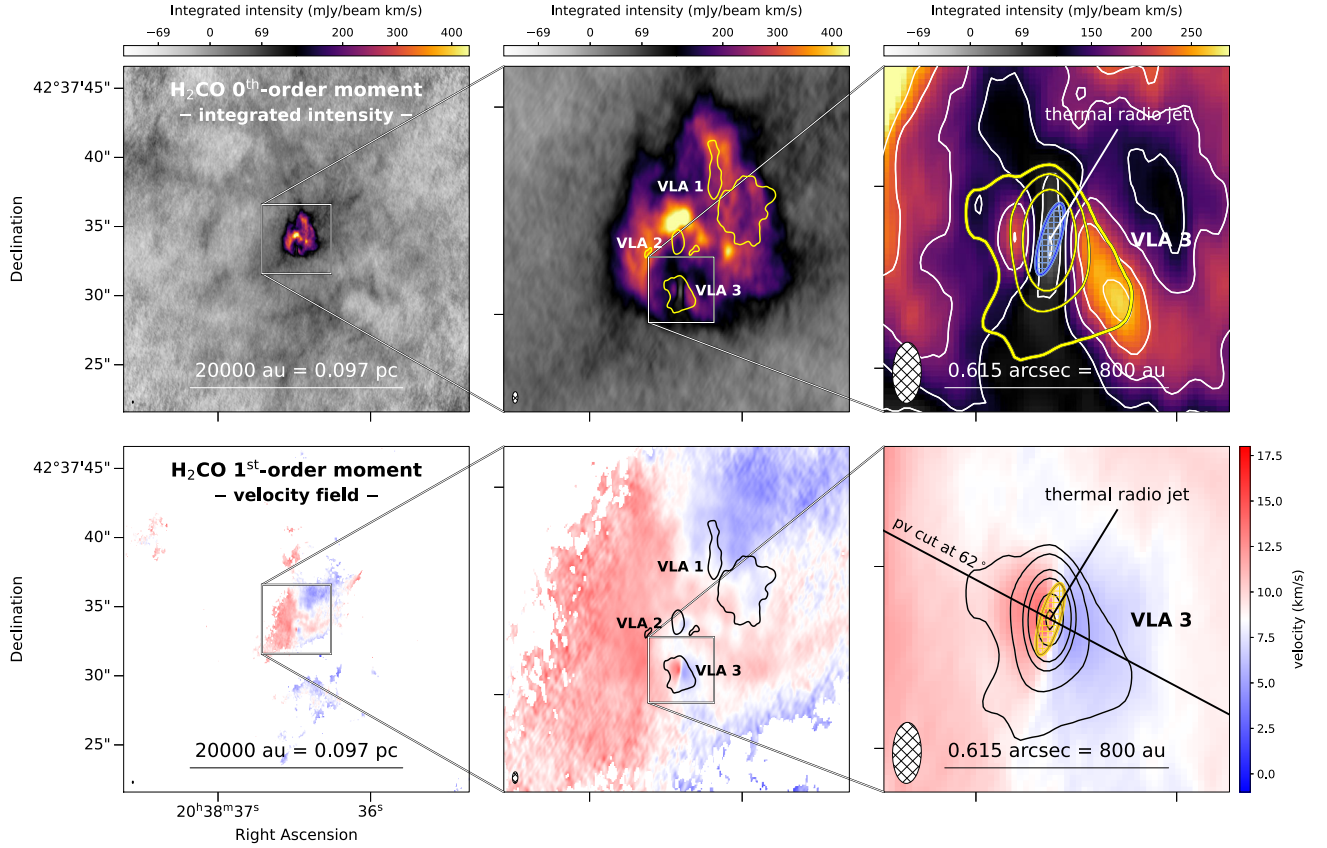 Integrated intensity (mJy/beam km/s)
−69 0 69 200 300 400
Integrated intensity (mJy/beam km/s)
−69 0 69 200 300 400
Integrated intensity (mJy/beam km/s)
−69 0 69 150 200 250
Declination
42°37'45"
40"
35"
30"
25"
H₂CO 0ᵗʰ-order moment
− integrated intensity −
20000 au = 0.097 pc
VLA 1
VLA 2
VLA 3
thermal radio jet
VLA 3
0.615 arcsec = 800 au
Declination
42°37'45"
40"
35"
30"
25"
H₂CO 1ˢᵗ-order moment
− velocity field −
20000 au = 0.097 pc
20ʰ38ᵐ37ˢ 36ˢ
Right Ascension
VLA 1
VLA 2
VLA 3
thermal radio jet
pv cut at 62°
VLA 3
0.615 arcsec = 800 au
17.5
15.0
12.5
10.0
7.5
5.0
2.5
0.0
velocity (km/s)